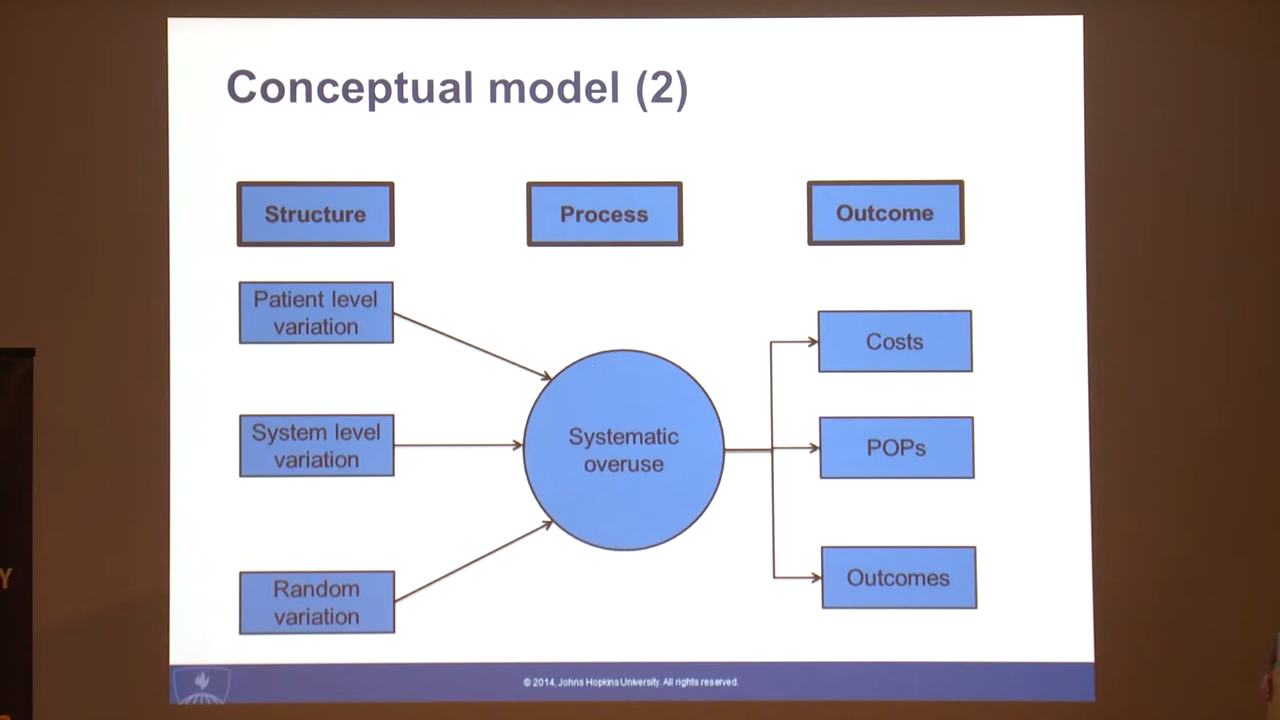 Conceptual model (2)
Structure
Process
Outcome
Patient level
variation
System level
variation
Random
variation
Systematic
overuse
Costs
POPs
Outcomes
© 2014, Johns Hopkins University. All rights reserved.
Y